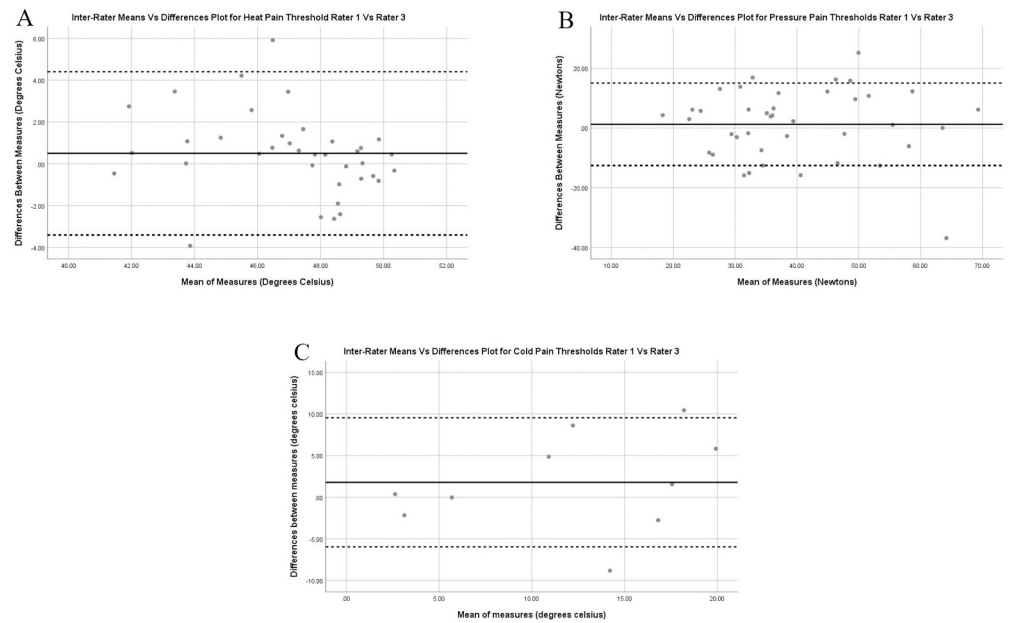 A
Inter-Rater Means Vs Differences Plot for Heat Pain Threshold Rater 1 Vs Rater 3
Differences Between Measures (Degrees Celsius)
6.00
4.00
2.00
.00
-2.00
-4.00
40.00 42.00 44.00 46.00 48.00 50.00 52.00
Mean of Measures (Degrees Celsius)
B
Inter-Rater Means Vs Differences Plot for Pressure Pain Thresholds Rater 1 Vs Rater 3
Differences Between Measures (Newtons)
20.00
.00
-20.00
-40.00
10.00 20.00 30.00 40.00 50.00 60.00 70.00
Mean of Measures (Newtons)
C
Inter-Rater Means Vs Differences Plot for Cold Pain Thresholds Rater 1 Vs Rater 3
Differences between measures (degrees celsius)
15.00
10.00
5.00
.00
-5.00
-10.00
.00 5.00 10.00 15.00 20.00
Mean of measures (degrees celsius)